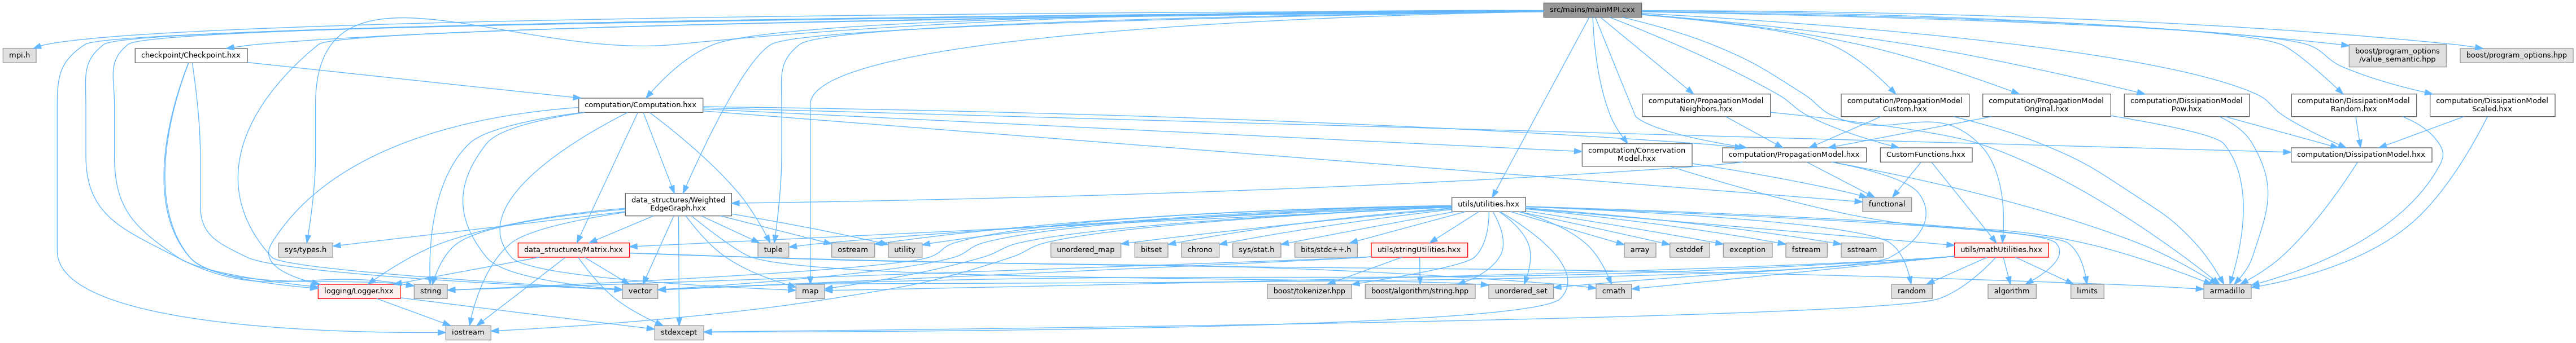 src/mains/mainMPI.cxx
mpi.h
checkpoint/Checkpoint.hxx
boost/program_options
/value_semantic.hpp
boost/program_options.hpp
computation/Computation.hxx
computation/PropagationModel
Neighbors.hxx
computation/PropagationModel
Custom.hxx
computation/PropagationModel
Original.hxx
computation/DissipationModel
Pow.hxx
computation/DissipationModel
Random.hxx
computation/DissipationModel
Scaled.hxx
computation/Conservation
Model.hxx
computation/PropagationModel.hxx
CustomFunctions.hxx
computation/DissipationModel.hxx
data_structures/Weighted
EdgeGraph.hxx
utils/utilities.hxx
functional
sys/types.h
data_structures/Matrix.hxx
tuple
ostream
utility
unordered_map
bitset
chrono
sys/stat.h
bits/stdc++.h
utils/stringUtilities.hxx
array
cstddef
exception
fstream
sstream
utils/mathUtilities.hxx
logging/Logger.hxx
string
vector
map
boost/tokenizer.hpp
boost/algorithm/string.hpp
unordered_set
cmath
random
algorithm
limits
armadillo
iostream
stdexcept